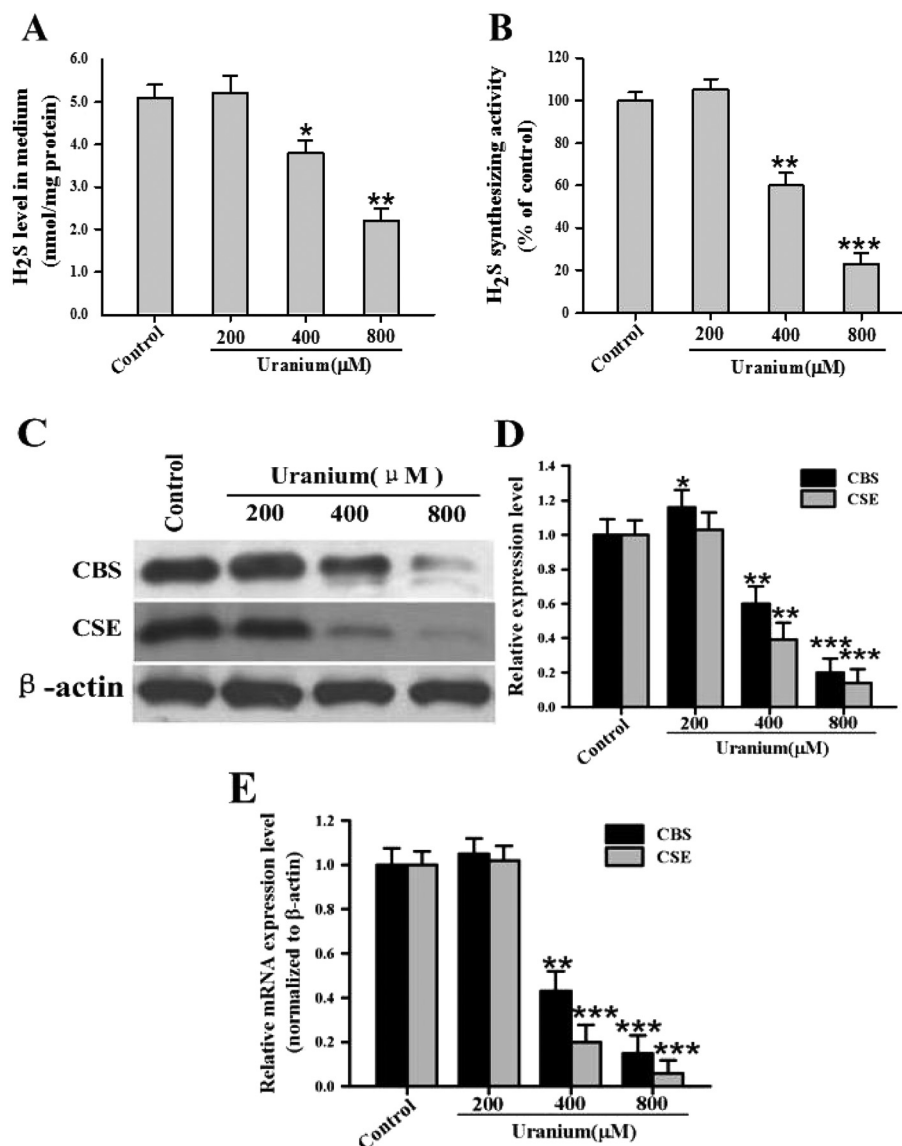 A
H2S level in medium
(nmol/mg protein)
6.0
5.0
4.0
3.0
2.0
1.0
0.0
*
**
Control
200
400
800
Uranium(μM)
B
H2S synthesizing activity
(% of control)
120
100
80
60
40
20
0
**
***
Control
200
400
800
Uranium(μM)
C
Control
Uranium( μ M )
200
400
800
CBS
CSE
β -actin
D
Relative expression level
1.4
1.2
1.0
0.8
0.6
0.4
0.2
0.0
CBS
CSE
*
**
**
***
***
Control
200
400
800
Uranium(μM)
E
Relative mRNA expression level
(normalized to β-actin)
1.2
1.0
0.8
0.6
0.4
0.2
0.0
CBS
CSE
**
***
***
***
Control
200
400
800
Uranium(μM)